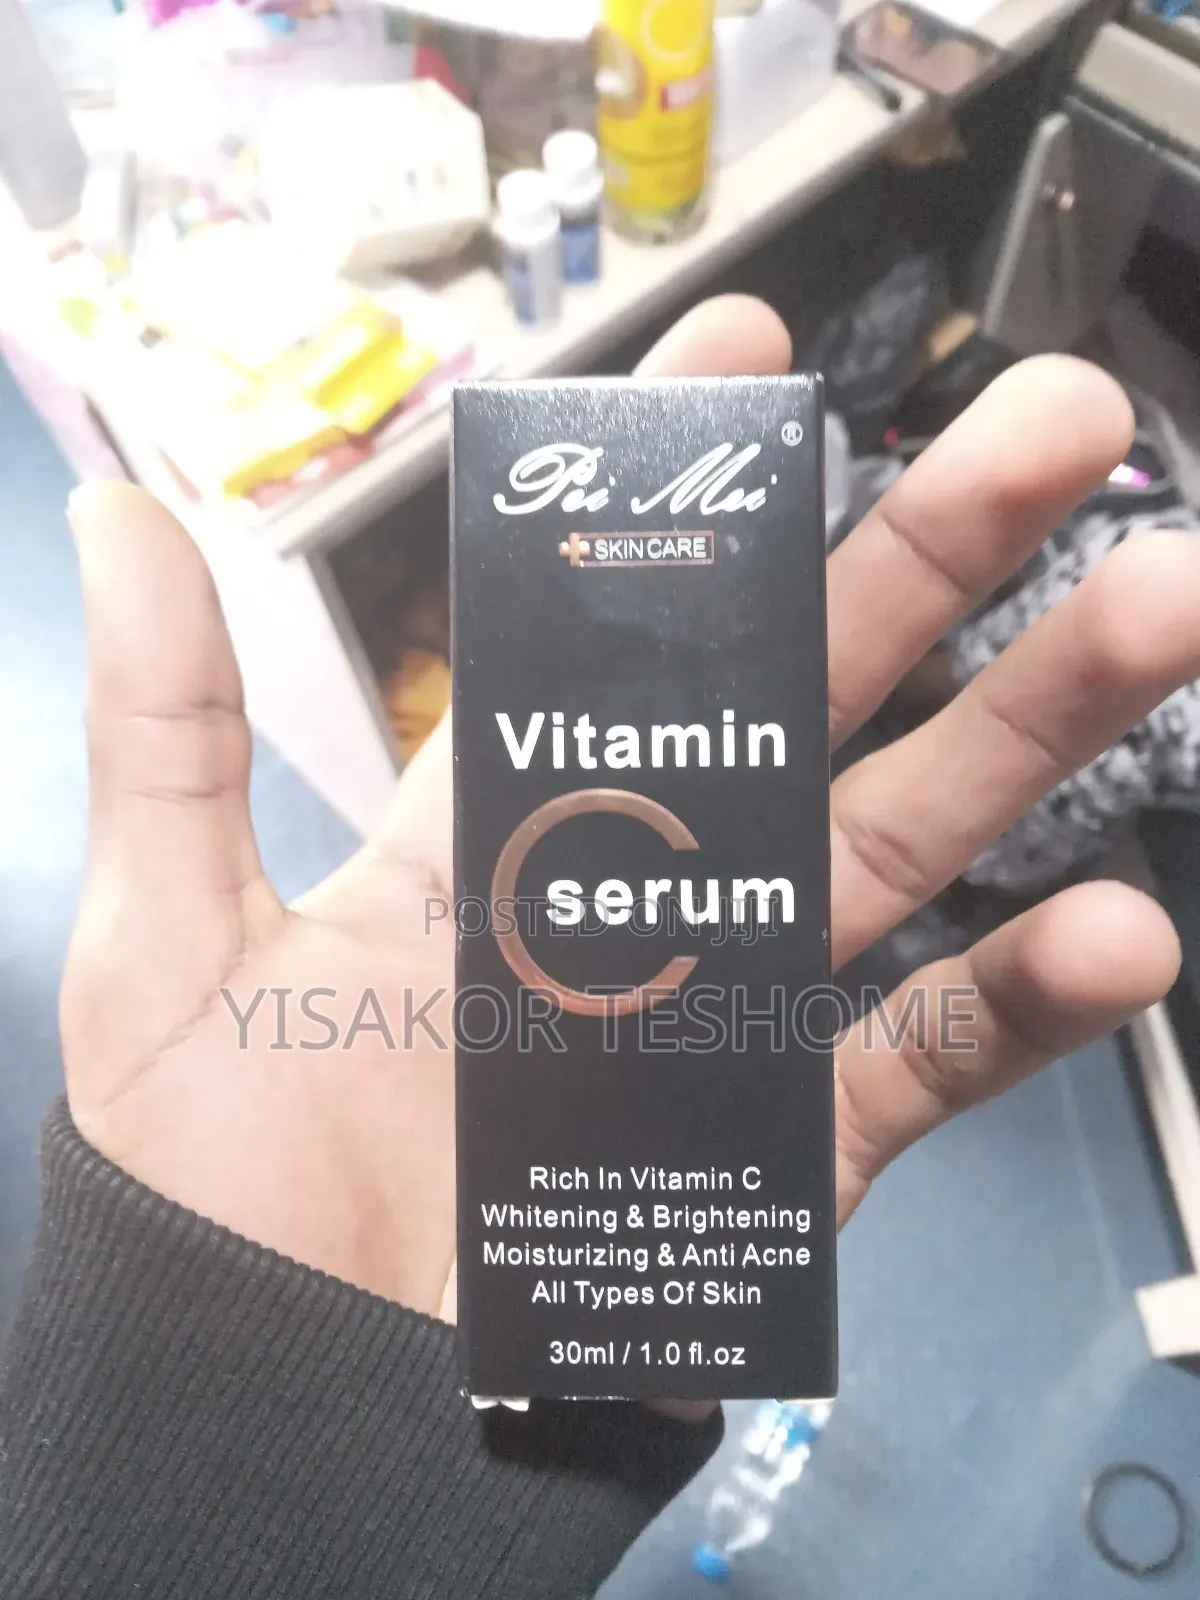 Pei Mei ®
SKIN CARE
Vitamin
C serum
POSTED ON JIJI
YISAKOR TESHOME
Rich In Vitamin C
Whitening & Brightening
Moisturizing & Anti Acne
All Types Of Skin
30ml / 1.0 fl.oz